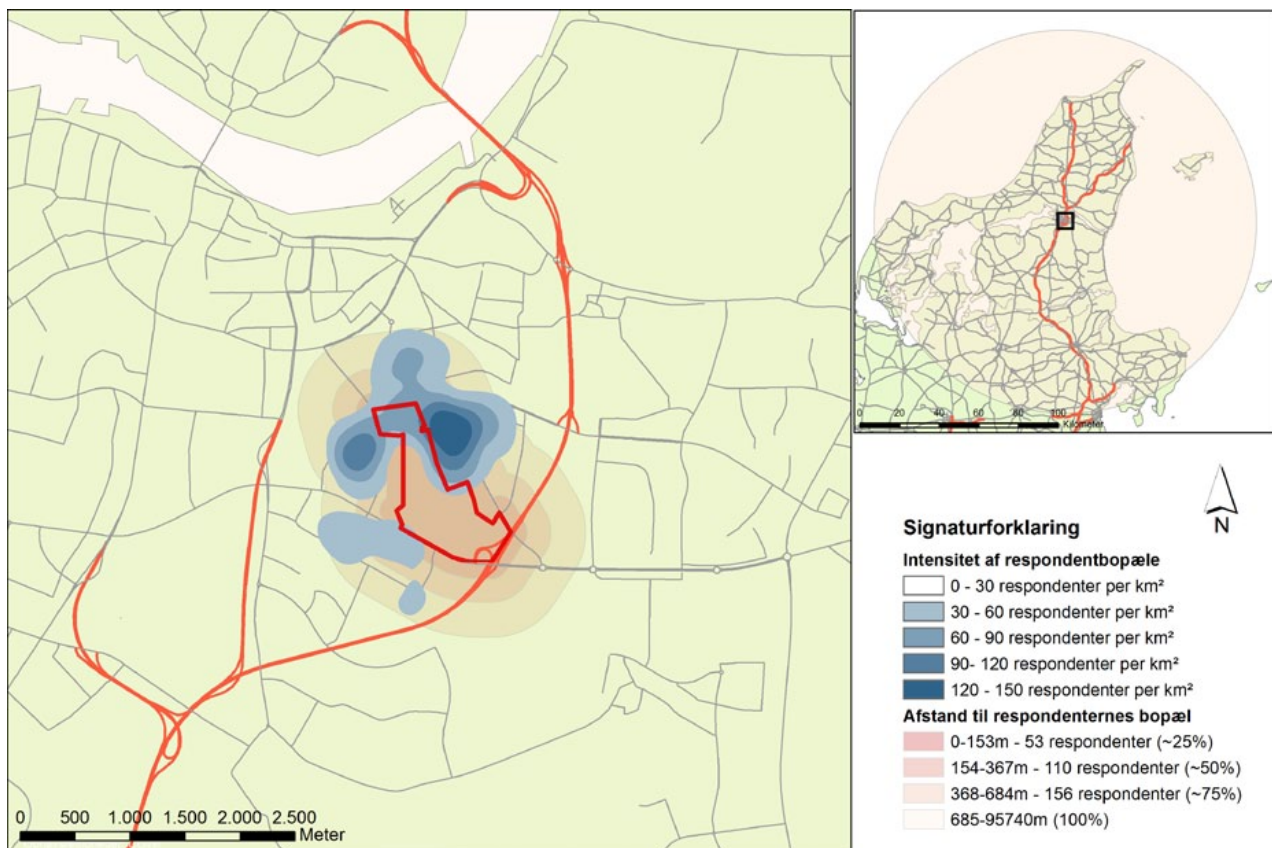 0 500 1.000 1.500 2.000 2.500
Meter
0 20 40 60 80 100
Kilometer
N
Signaturforklaring
Intensitet af respondentbopæle
0 - 30 respondenter per km²
30 - 60 respondenter per km²
60 - 90 respondenter per km²
90- 120 respondenter per km²
120 - 150 respondenter per km²
Afstand til respondenternes bopæl
0-153m - 53 respondenter (~25%)
154-367m - 110 respondenter (~50%)
368-684m - 156 respondenter (~75%)
685-95740m (100%)